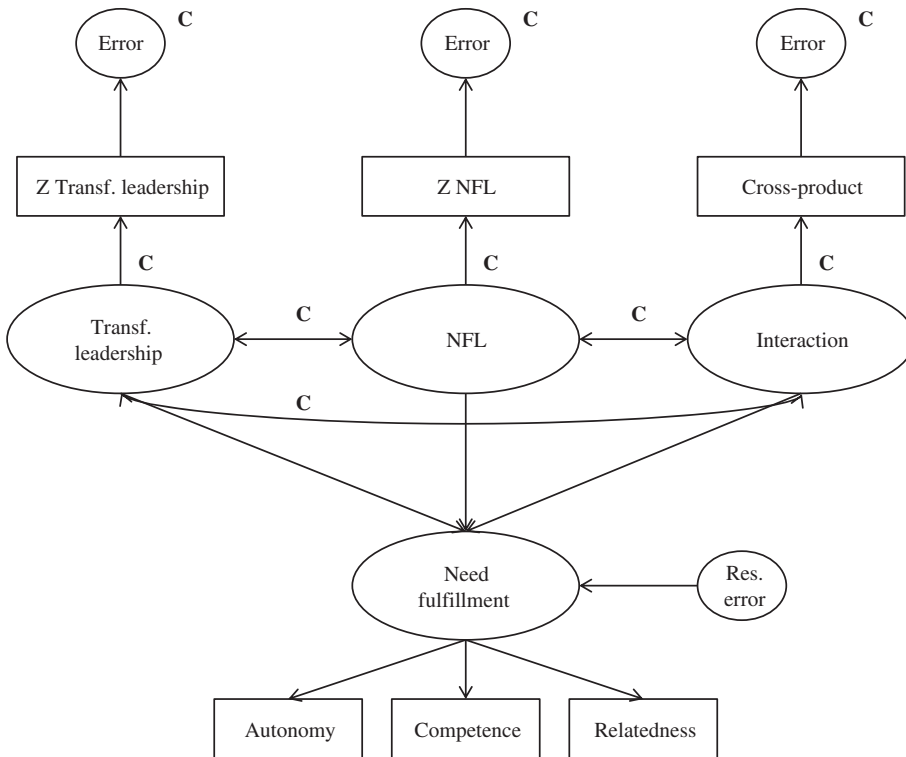 C C C
Error Error Error
Z Transf. leadership Z NFL Cross-product
C C C
C C
Transf.
leadership
NFL Interaction
C
Need
fulfillment
Res.
error
Autonomy Competence Relatedness